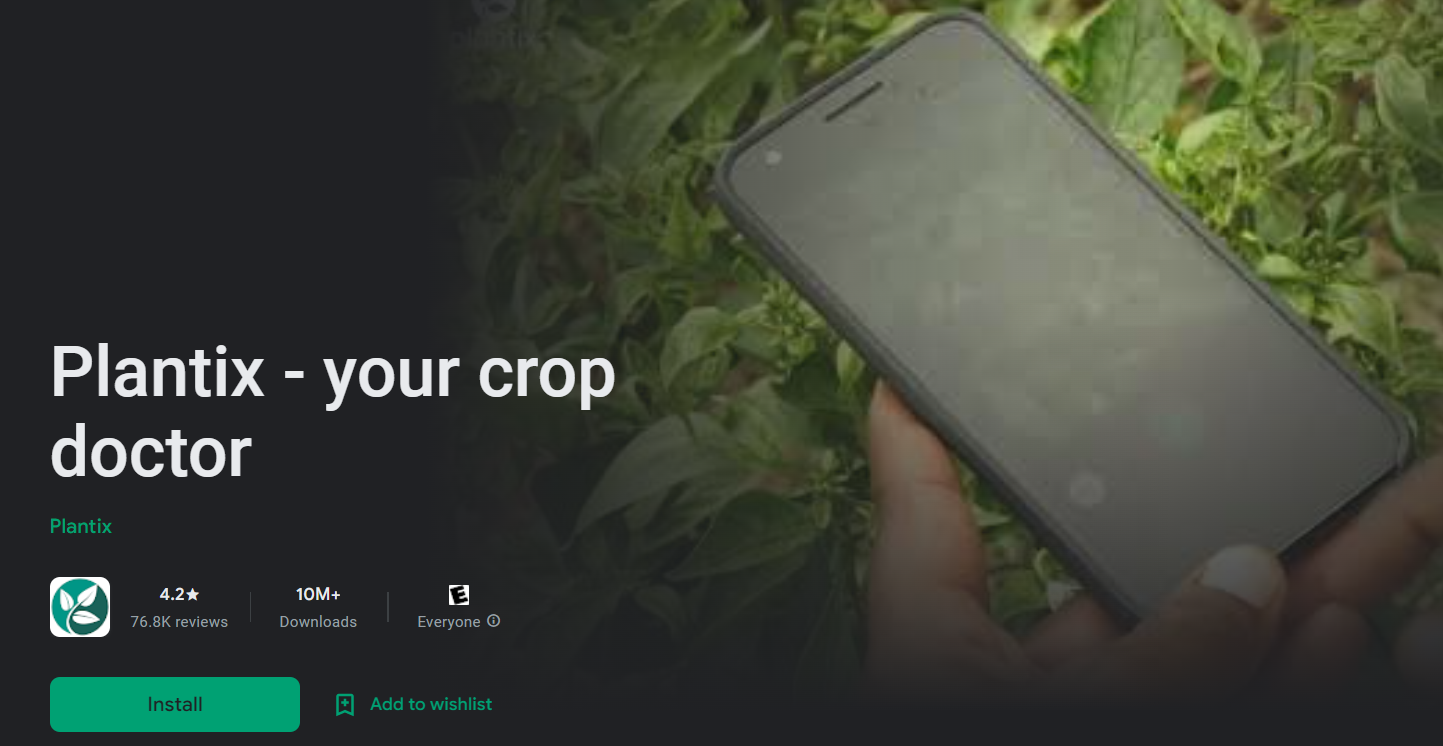 Plantix - your crop
doctor
Plantix
4.2★
76.8K reviews
10M+
Downloads
E
Everyone
Install
Add to wishlist